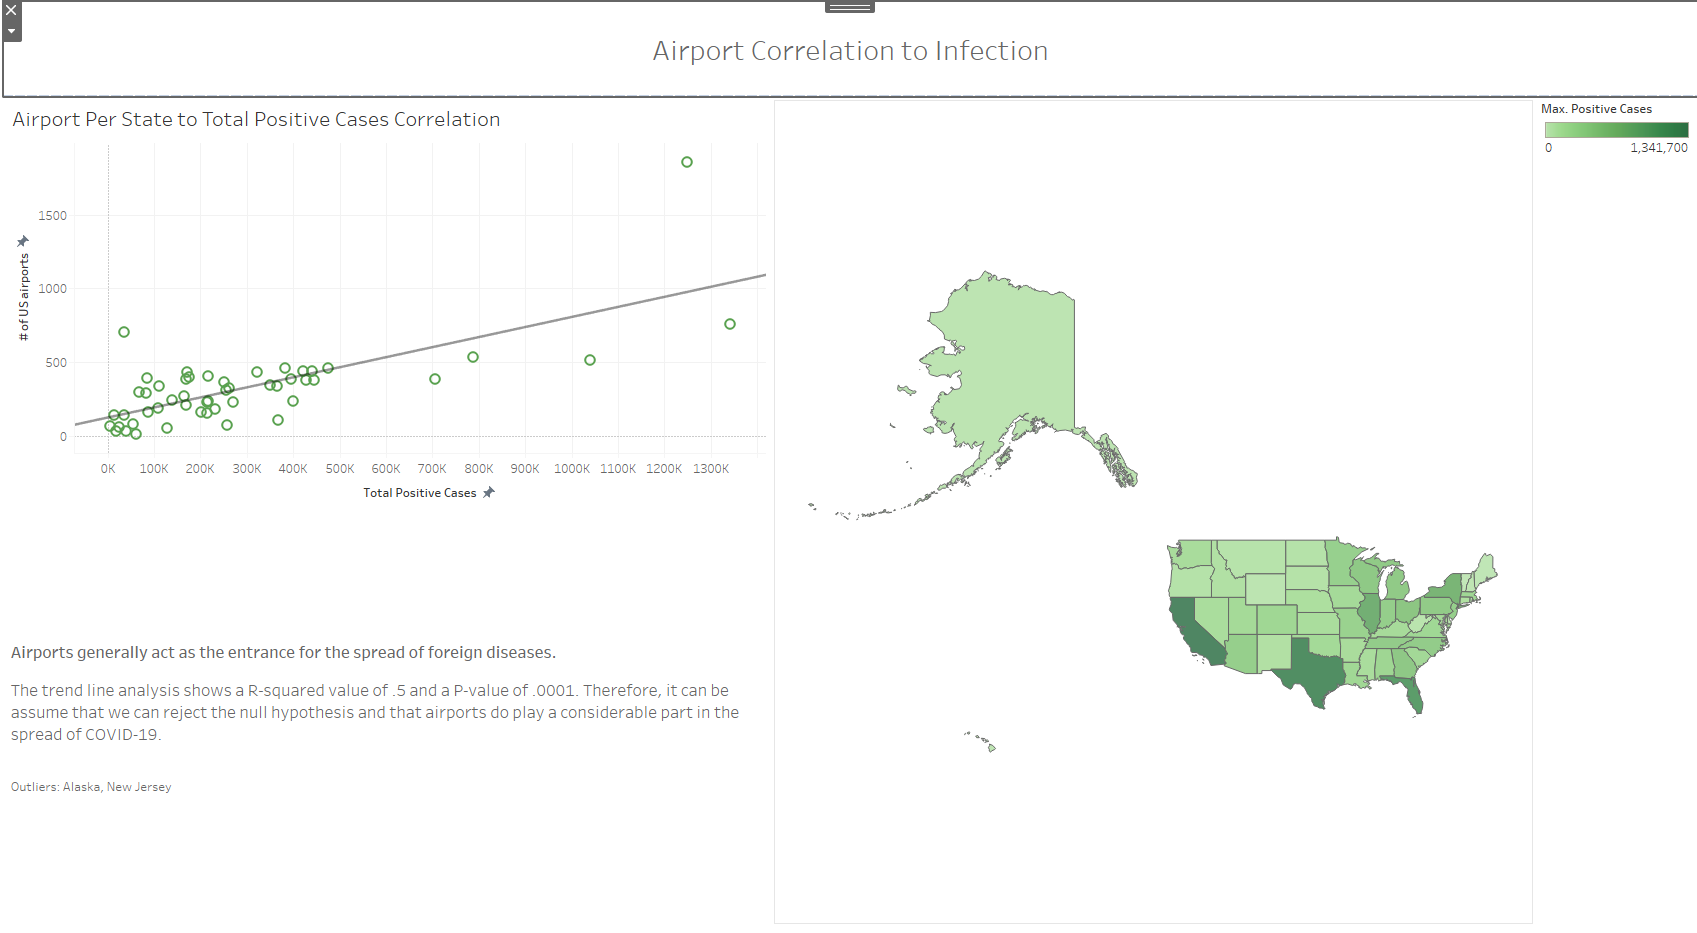 Airport Correlation to Infection
Airport Per State to Total Positive Cases Correlation
1500
1000
500
0
# of US airports
0K 100K 200K 300K 400K 500K 600K 700K 800K 900K 1000K 1100K 1200K 1300K
Total Positive Cases
Max. Positive Cases
0 1,341,700
Airports generally act as the entrance for the spread of foreign diseases.
The trend line analysis shows a R-squared value of .5 and a P-value of .0001. Therefore, it can be
assume that we can reject the null hypothesis and that airports do play a considerable part in the
spread of COVID-19.
Outliers: Alaska, New Jersey